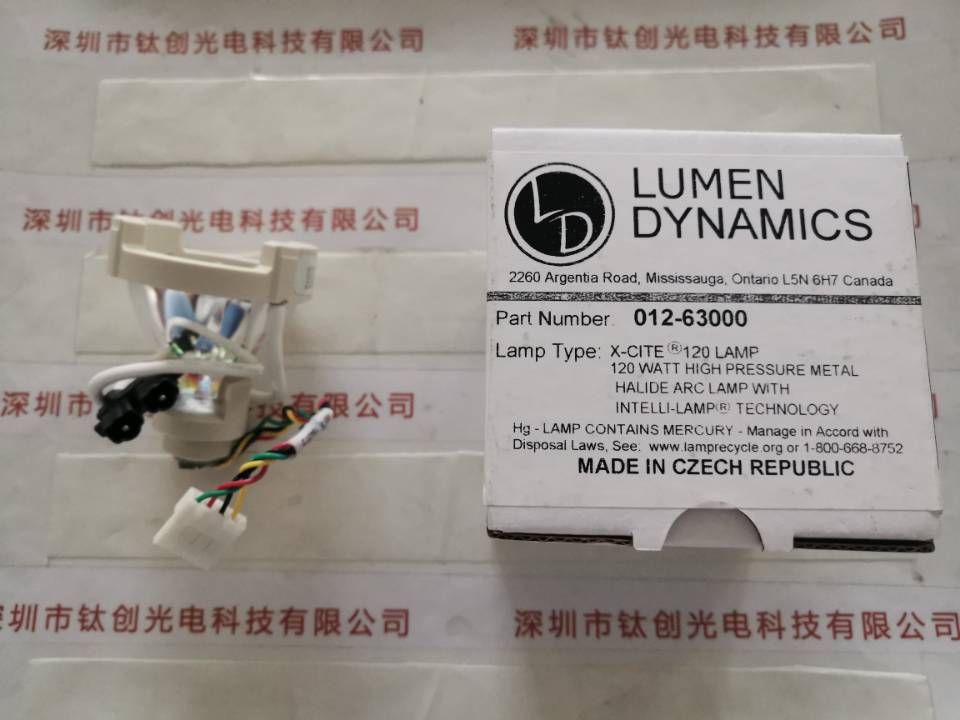 深圳市钛创光电科技有限公司
深圳市钛创光电科技有限公司
深圳市钛创光电科技有限公司
LD
LUMEN
DYNAMICS
2260 Argentia Road, Mississauga, Ontario L5N 6H7 Canada
Part Number 012-63000
Lamp Type: X-CITE®120 LAMP
120 WATT HIGH PRESSURE METAL
HALIDE ARC LAMP WITH
INTELLI-LAMP® TECHNOLOGY
Hg - LAMP CONTAINS MERCURY - Manage in Accord with
Disposal Laws, See: www.lamprecycle.org or 1-800-668-8752
MADE IN CZECH REPUBLIC
深圳市钛创 有限公司
深圳市钛创光电科技有限公司
深圳市钛创光电科技有限公司